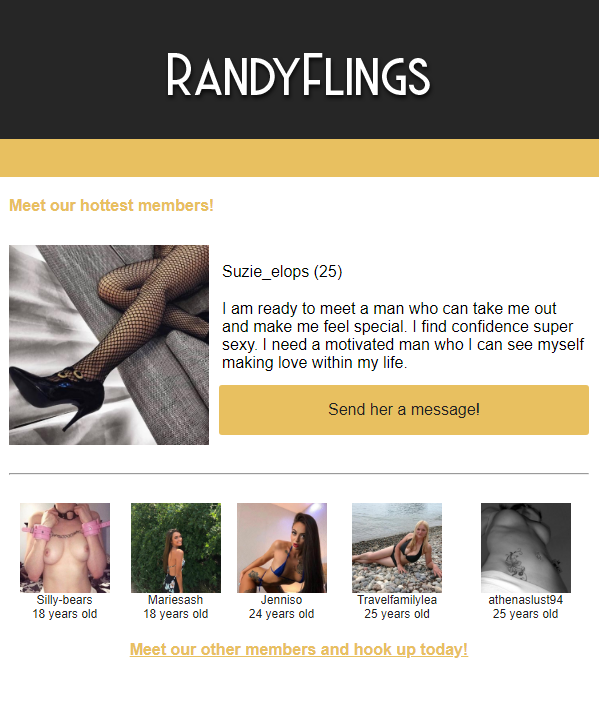 RandyFlings
Meet our hottest members!
Suzie_elops (25)
I am ready to meet a man who can take me out
and make me feel special. I find confidence super
sexy. I need a motivated man who I can see myself
making love within my life.
Send her a message!
Silly-bears
18 years old
Mariesash
18 years old
Jenniso
24 years old
Travelfamilylea
25 years old
athenaslust94
25 years old
Meet our other members and hook up today!